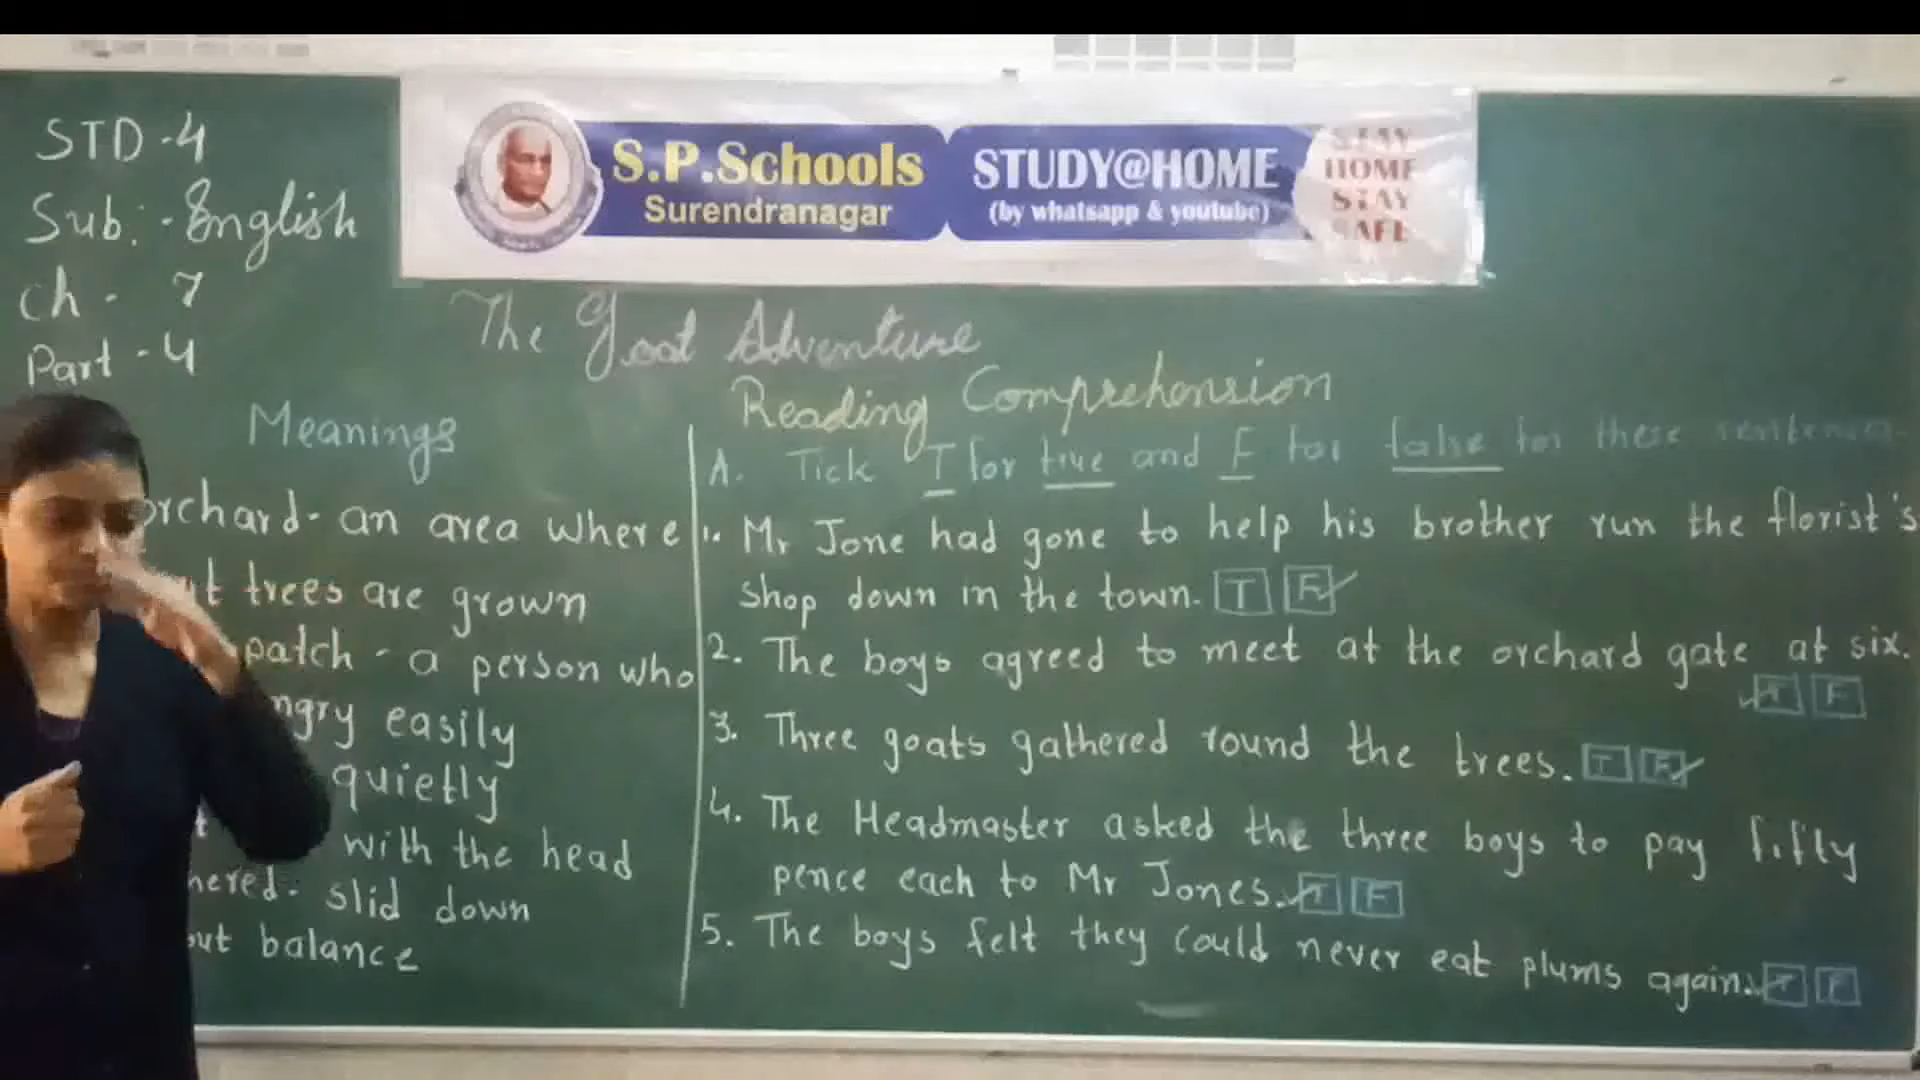 STD-4
Sub:-English
Ch- 7
Part-4
S.P.Schools
Surendranagar
STUDY@HOME
(by whatsapp & youtube)
STAY
HOME
STAY
SAFE
The Goat Adventure
Meanings
orchard- an area where
trees are grown
patch - a person who
easily
quietly
with the head
slid down
balance
Reading Comprehension
A. Tick T for true and F for false for these sentences.
1. Mr Jone had gone to help his brother run the florist's
shop down in the town. T F
2. The boys agreed to meet at the orchard gate at six.
T F
3. Three goats gathered round the trees. T F
4. The Headmaster asked the three boys to pay fifty
pence each to Mr Jones. T F
5. The boys felt they could never eat plums again. T F